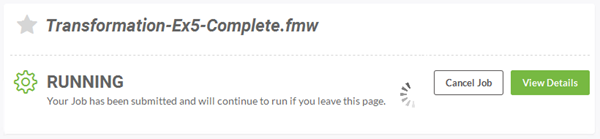 Transformation-Ex5-Complete.fmw
RUNNING
Your Job has been submitted and will continue to run if you leave this page.
Cancel Job
View Details